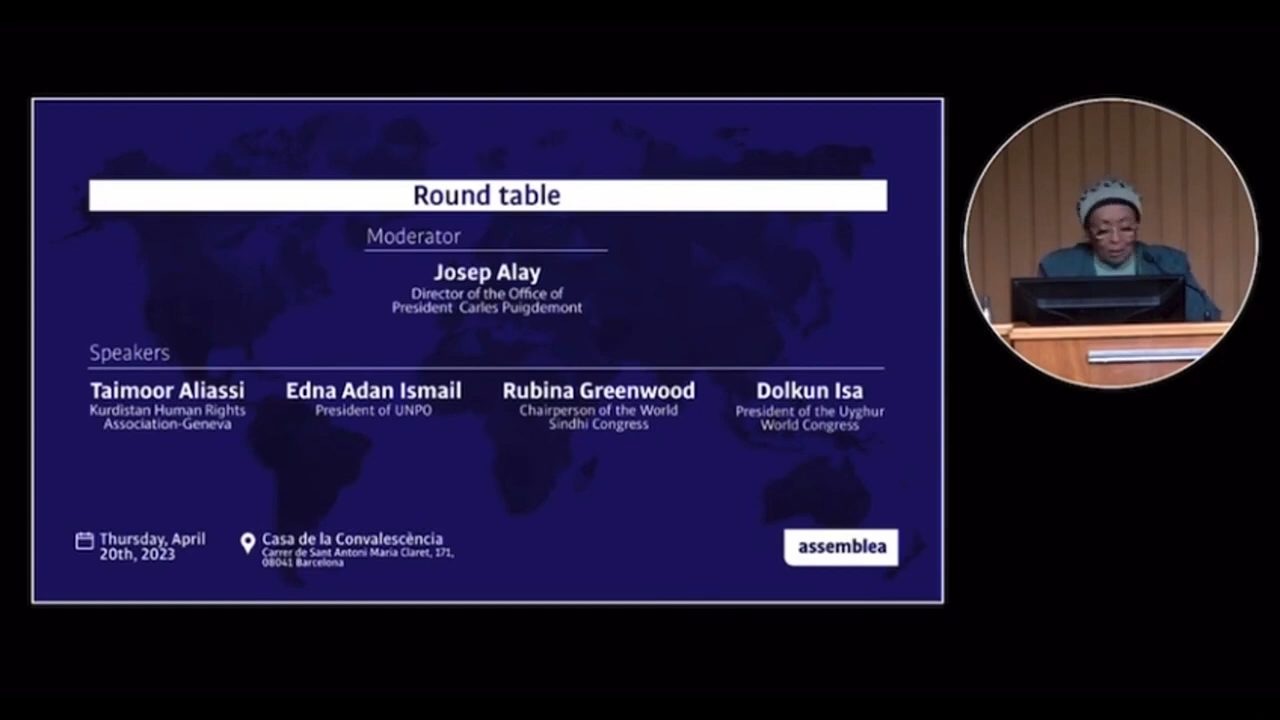 Round table
Moderator
Josep Alay
Director of the Office of
President Carles Puigdemont
Speakers
Taimoor Aliassi
Kurdistan Human Rights
Association-Geneva
Edna Adan Ismail
President of UNPO
Rubina Greenwood
Chairperson of the World
Sindhi Congress
Dolkun Isa
President of the Uyghur
World Congress
Thursday, April
20th, 2023
Casa de la Convalescència
Carrer de Sant Antoni Maria Claret, 171,
08041 Barcelona
assemblea